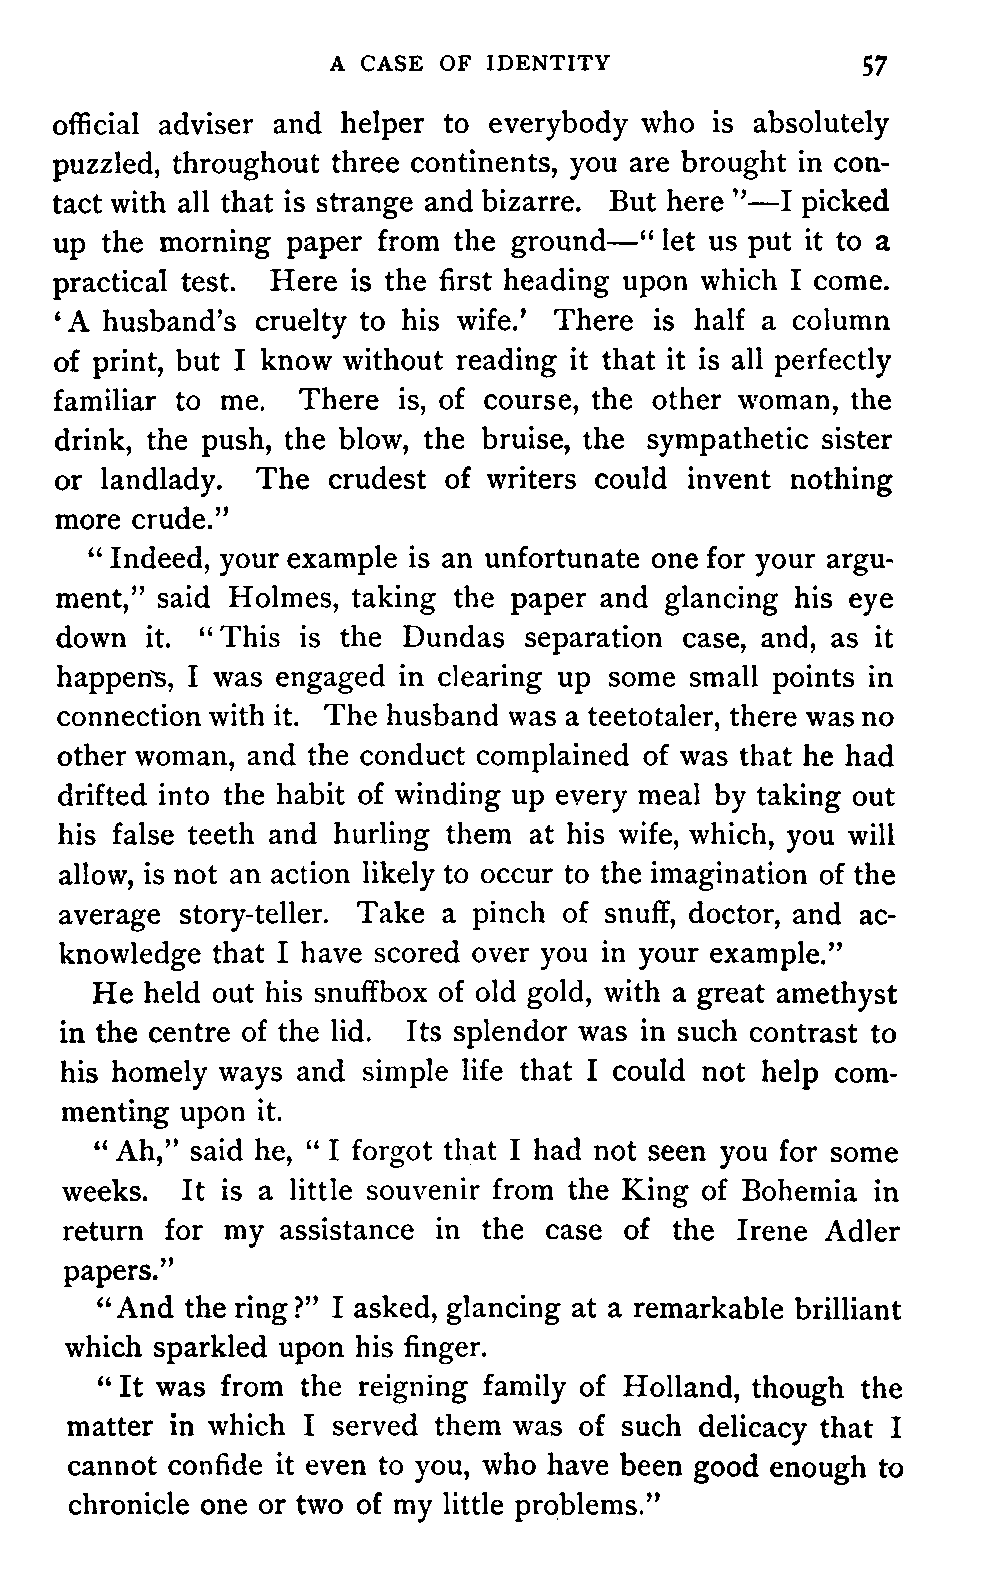 A CASE OF IDENTITY 57
official adviser and helper to everybody who is absolutely
puzzled, throughout three continents, you are brought in con-
tact with all that is strange and bizarre. But here"—I picked
up the morning paper from the ground—"let us put it to a
practical test. Here is the first heading upon which I come.
'A husband's cruelty to his wife.' There is half a column
of print, but I know without reading it that it is all perfectly
familiar to me. There is, of course, the other woman, the
drink, the push, the blow, the bruise, the sympathetic sister
or landlady. The crudest of writers could invent nothing
more crude."
"Indeed, your example is an unfortunate one for your argu-
ment," said Holmes, taking the paper and glancing his eye
down it. "This is the Dundas separation case, and, as it
happens, I was engaged in clearing up some small points in
connection with it. The husband was a teetotaler, there was no
other woman, and the conduct complained of was that he had
drifted into the habit of winding up every meal by taking out
his false teeth and hurling them at his wife, which, you will
allow, is not an action likely to occur to the imagination of the
average story-teller. Take a pinch of snuff, doctor, and ac-
knowledge that I have scored over you in your example."
He held out his snuffbox of old gold, with a great amethyst
in the centre of the lid. Its splendor was in such contrast to
his homely ways and simple life that I could not help com-
menting upon it.
"Ah," said he, "I forgot that I had not seen you for some
weeks. It is a little souvenir from the King of Bohemia in
return for my assistance in the case of the Irene Adler
papers."
"And the ring?" I asked, glancing at a remarkable brilliant
which sparkled upon his finger.
"It was from the reigning family of Holland, though the
matter in which I served them was of such delicacy that I
cannot confide it even to you, who have been good enough to
chronicle one or two of my little problems."